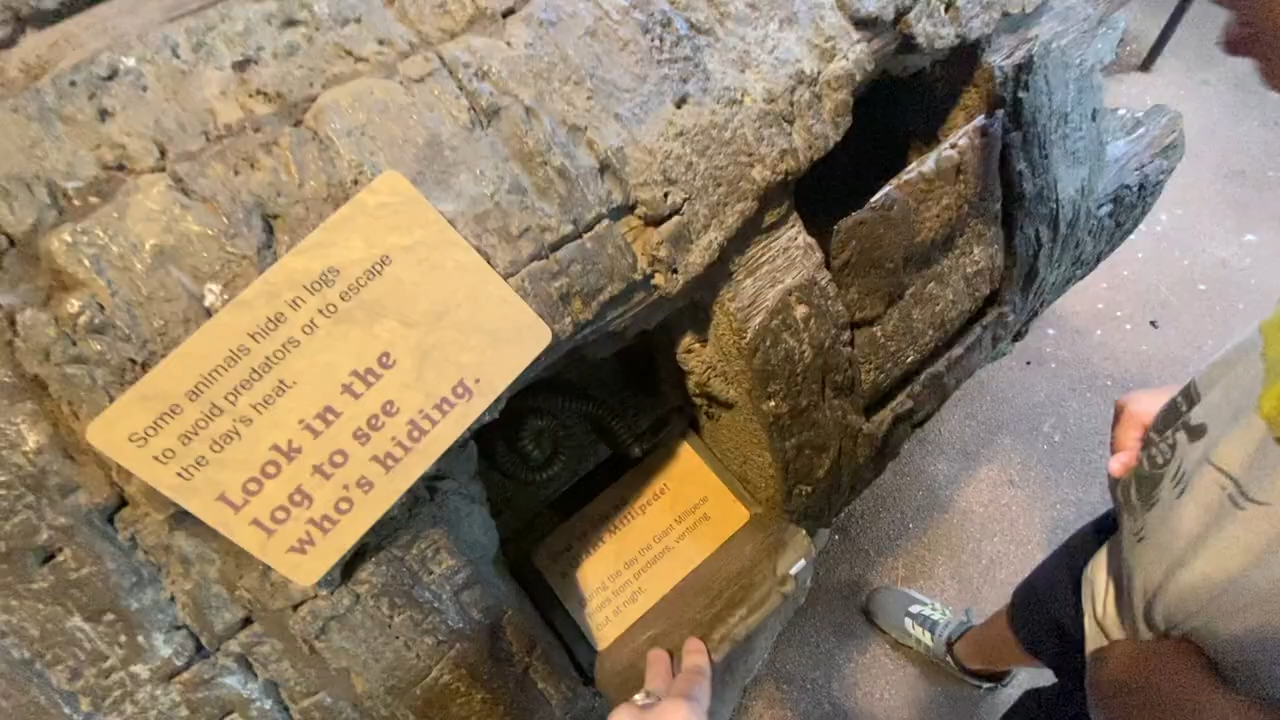 Some animals hide in logs
to avoid predators or to escape
the day's heat.
Look in the
log to see
who's hiding.
Giant Millipede!
During the day the Giant Millipede
hides from predators, venturing
out at night.